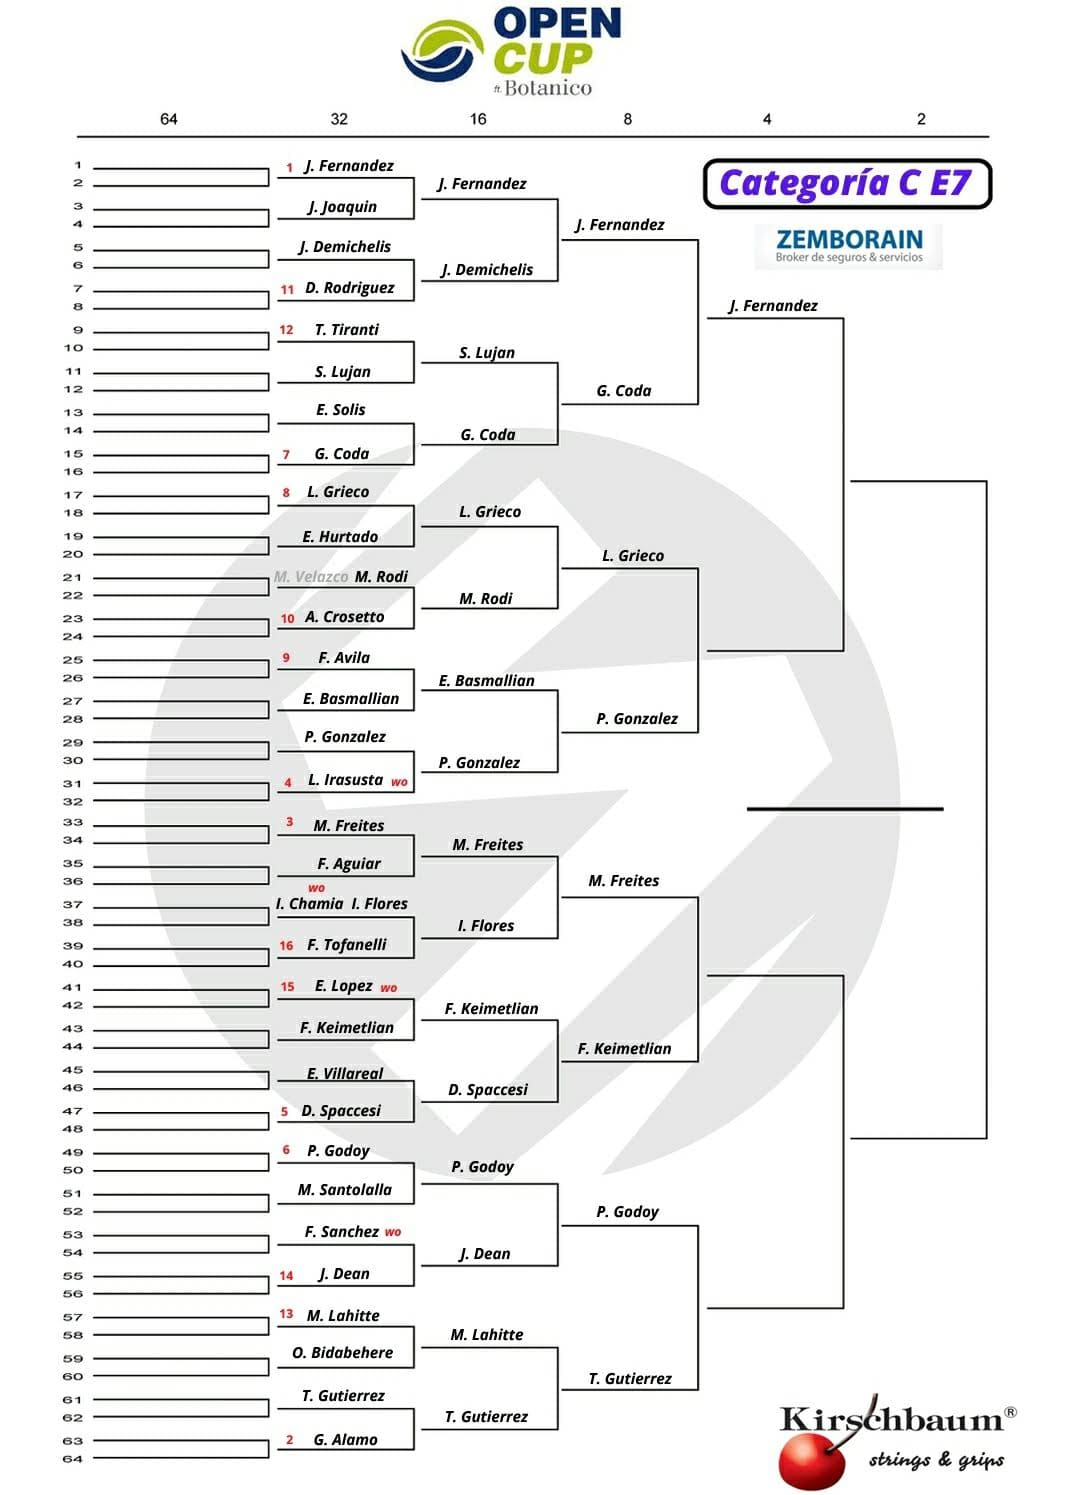 OPEN
CUP
ft. Botanico
64 32 16 8 4 2
Categoría C E7
ZEMBORAIN
Broker de seguros & servicios
1
2
3
4
5
6
7
8
9
10
11
12
13
14
15
16
17
18
19
20
21
22
23
24
25
26
27
28
29
30
31
32
33
34
35
36
37
38
39
40
41
42
43
44
45
46
47
48
49
50
51
52
53
54
55
56
57
58
59
60
61
62
63
64
1 J. Fernandez
J. Joaquin
J. Demichelis
11 D. Rodriguez
12 T. Tiranti
S. Lujan
E. Solis
7 G. Coda
8 L. Grieco
E. Hurtado
M. Velazco M. Rodi
10 A. Crosetto
9 F. Avila
E. Basmallian
P. Gonzalez
4 L. Irasusta wo
3 M. Freites
F. Aguiar
wo
I. Chamia I. Flores
16 F. Tofanelli
15 E. Lopez wo
F. Keimetlian
E. Villareal
5 D. Spaccesi
6 P. Godoy
M. Santolalla
F. Sanchez wo
14 J. Dean
13 M. Lahitte
O. Bidabehere
T. Gutierrez
2 G. Alamo
J. Fernandez
J. Demichelis
S. Lujan
G. Coda
L. Grieco
M. Rodi
E. Basmallian
P. Gonzalez
M. Freites
I. Flores
F. Keimetlian
D. Spaccesi
P. Godoy
J. Dean
M. Lahitte
T. Gutierrez
J. Fernandez
G. Coda
L. Grieco
P. Gonzalez
M. Freites
F. Keimetlian
P. Godoy
T. Gutierrez
J. Fernandez
Kirschbaum®
strings & grips